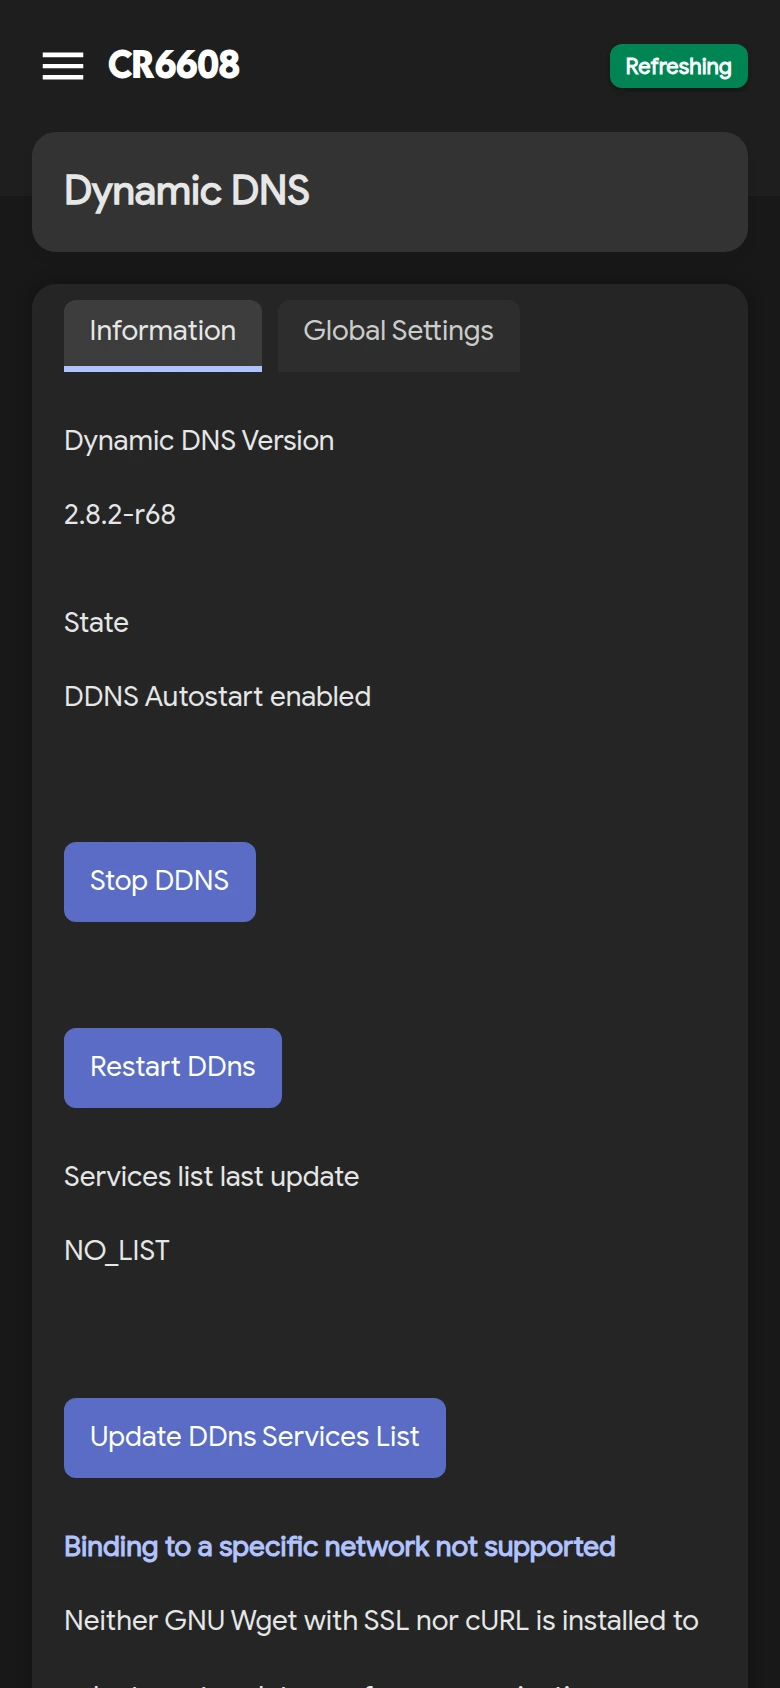 CR6608
Refreshing
Dynamic DNS
Information
Global Settings
Dynamic DNS Version
2.8.2-r68
State
DDNS Autostart enabled
Stop DDNS
Restart DDns
Services list last update
NO_LIST
Update DDns Services List
Binding to a specific network not supported
Neither GNU Wget with SSL nor cURL is installed to